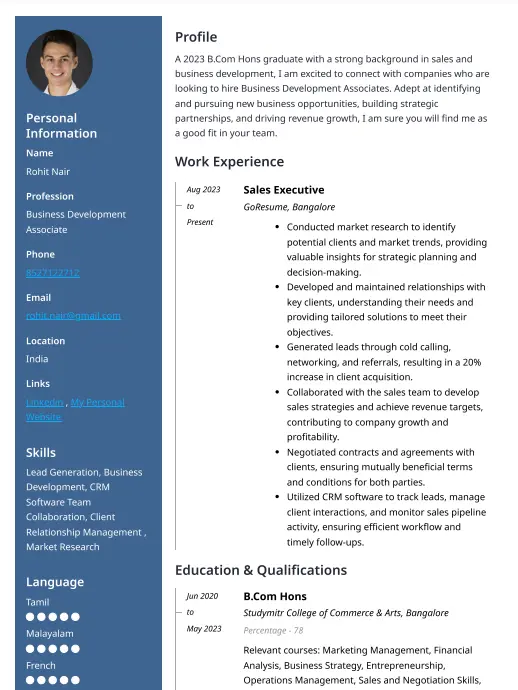 Personal
Information
Name
Rohit Nair
Profession
Business Development
Associate
Phone
8527122712
Email
rohit.nair@gmail.com
Location
India
Links
Linkedin , My Personal
Website
Skills
Lead Generation, Business
Development, CRM
Software Team
Collaboration, Client
Relationship Management ,
Market Research
Language
Tamil
Malayalam
French
Profile
A 2023 B.Com Hons graduate with a strong background in sales and
business development, I am excited to connect with companies who are
looking to hire Business Development Associates. Adept at identifying
and pursuing new business opportunities, building strategic
partnerships, and driving revenue growth, I am sure you will find me as
a good fit in your team.
Work Experience
Aug 2023
to
Present
Sales Executive
GoResume, Bangalore
• Conducted market research to identify
potential clients and market trends, providing
valuable insights for strategic planning and
decision-making.
• Developed and maintained relationships with
key clients, understanding their needs and
providing tailored solutions to meet their
objectives.
• Generated leads through cold calling,
networking, and referrals, resulting in a 20%
increase in client acquisition.
• Collaborated with the sales team to develop
sales strategies and achieve revenue targets,
contributing to company growth and
profitability.
• Negotiated contracts and agreements with
clients, ensuring mutually beneficial terms
and conditions for both parties.
• Utilized CRM software to track leads, manage
client interactions, and monitor sales pipeline
activity, ensuring efficient workflow and
timely follow-ups.
Education & Qualifications
Jun 2020
to
May 2023
B.Com Hons
Studymitr College of Commerce & Arts, Bangalore
Percentage - 78
Relevant courses: Marketing Management, Financial
Analysis, Business Strategy, Entrepreneurship,
Operations Management, Sales and Negotiation Skills,